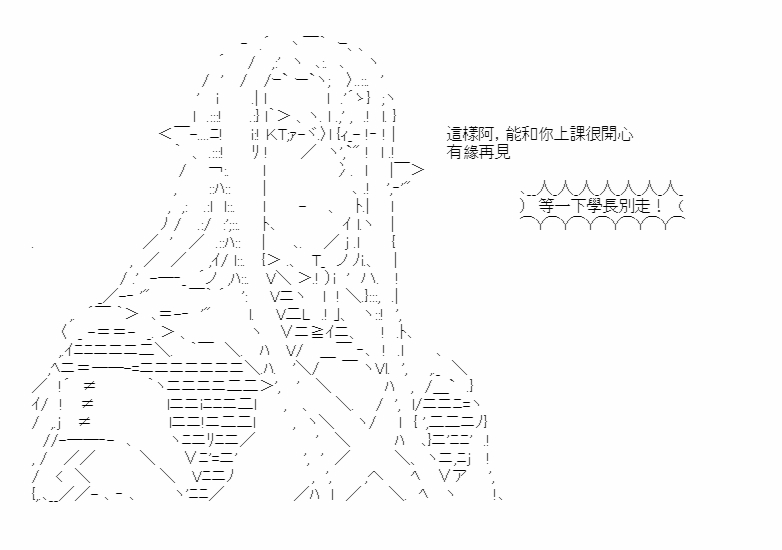 這樣阿，能和你上課很開心
有緣再見
等一下學長別走！